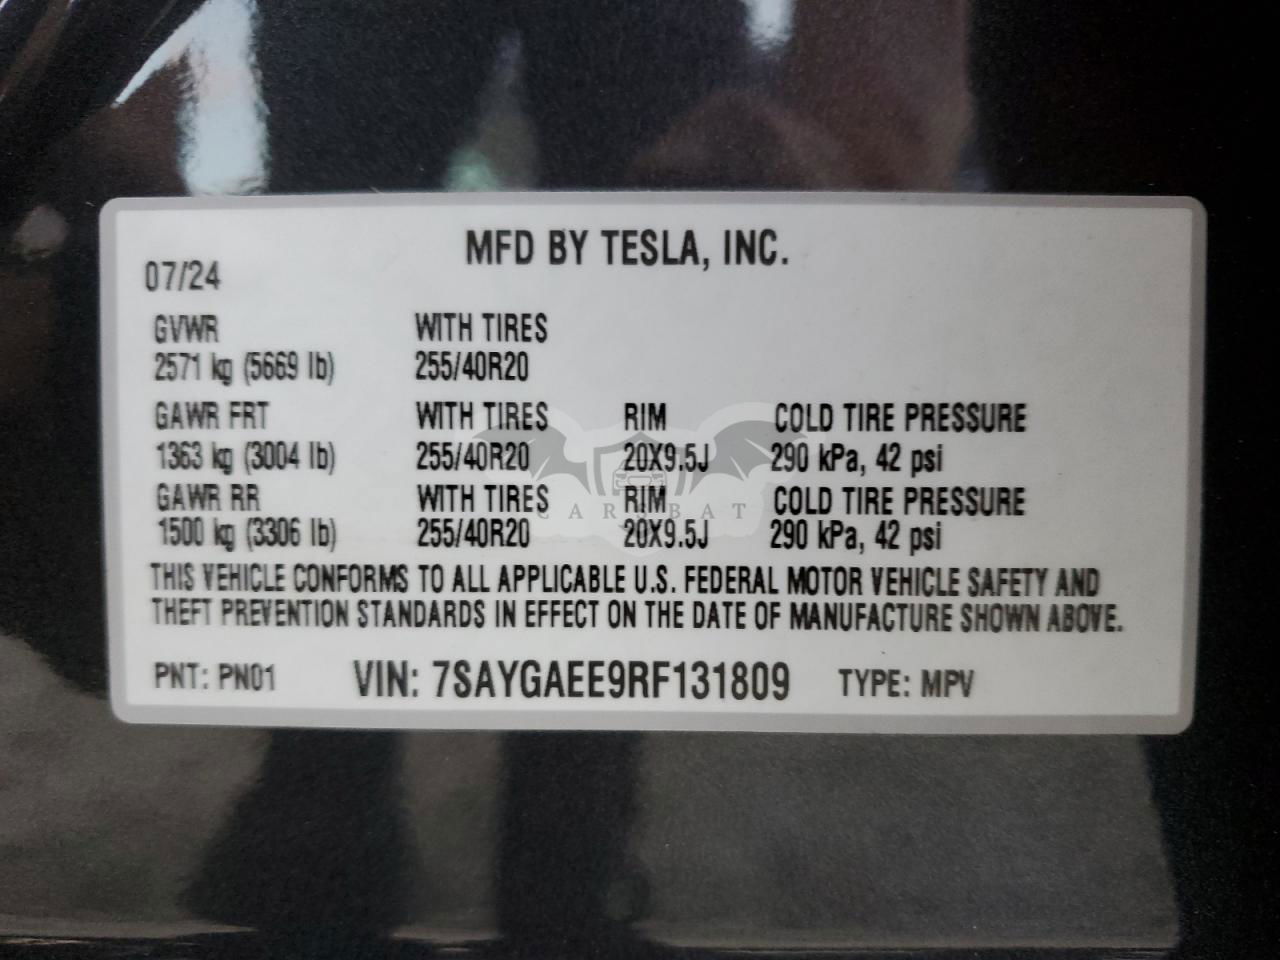 MFD BY TESLA, INC.
07/24
GVWR WITH TIRES
2571 kg (5669 lb) 255/40R20
GAWR FRT WITH TIRES RIM COLD TIRE PRESSURE
1363 kg (3004 lb) 255/40R20 20X9.5J 290 kPa, 42 psi
GAWR RR WITH TIRES RIM COLD TIRE PRESSURE
CARSBAT
1500 kg (3306 lb) 255/40R20 20X9.5J 290 kPa, 42 psi
THIS VEHICLE CONFORMS TO ALL APPLICABLE U.S. FEDERAL MOTOR VEHICLE SAFETY AND
THEFT PREVENTION STANDARDS IN EFFECT ON THE DATE OF MANUFACTURE SHOWN ABOVE.
PNT: PN01 VIN: 7SAYGAEE9RF131809 TYPE: MPV